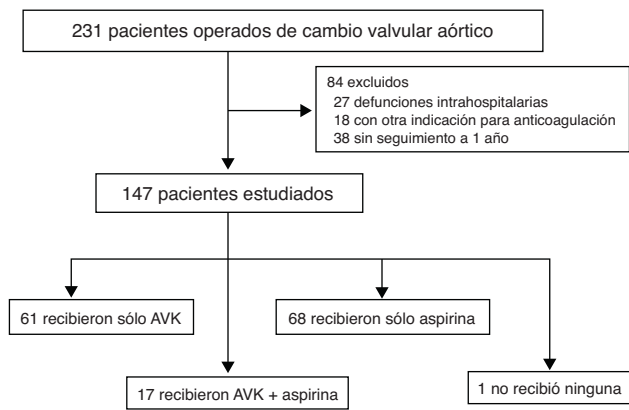 231 pacientes operados de cambio valvular aórtico
84 excluidos
27 defunciones intrahospitalarias
18 con otra indicación para anticoagulación
38 sin seguimiento a 1 año
147 pacientes estudiados
61 recibieron sólo AVK
68 recibieron sólo aspirina
17 recibieron AVK + aspirina
1 no recibió ninguna